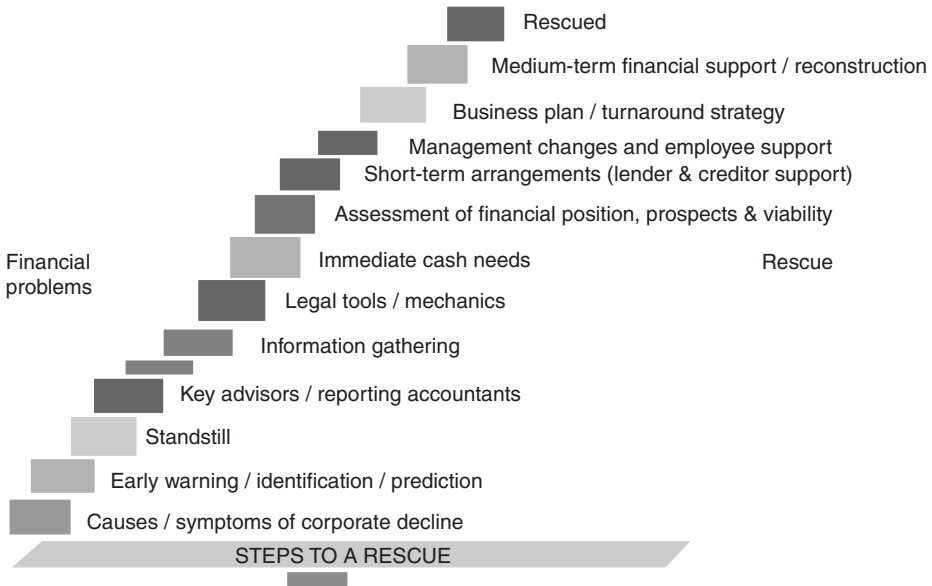 Rescued
Medium-term financial support / reconstruction
Business plan / turnaround strategy
Management changes and employee support
Short-term arrangements (lender & creditor support)
Assessment of financial position, prospects & viability
Financial
problems
Immediate cash needs
Rescue
Legal tools / mechanics
Information gathering
Key advisors / reporting accountants
Standstill
Early warning / identification / prediction
Causes / symptoms of corporate decline
STEPS TO A RESCUE